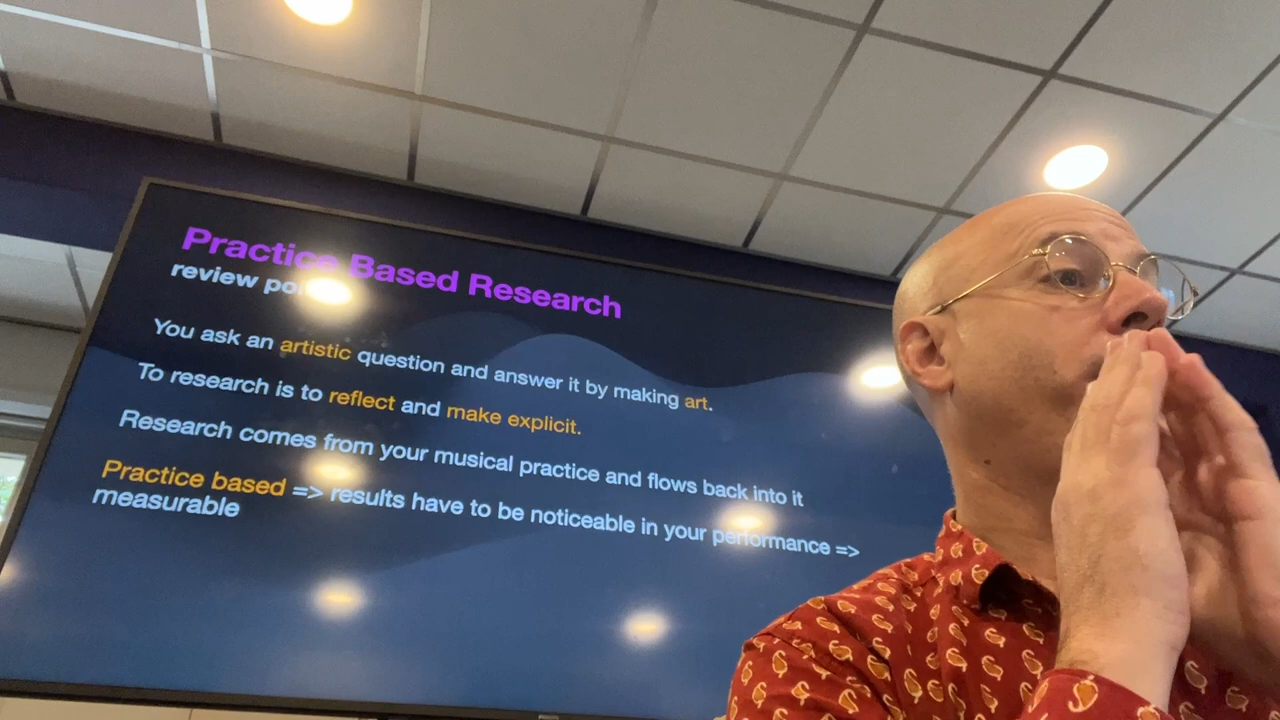 Practice Based Research
review
You ask an artistic question and answer it by making art.
To research is to reflect and make explicit.
Research comes from your musical practice and flows back into it
Practice based => results have to be noticeable in your performance =>
measurable